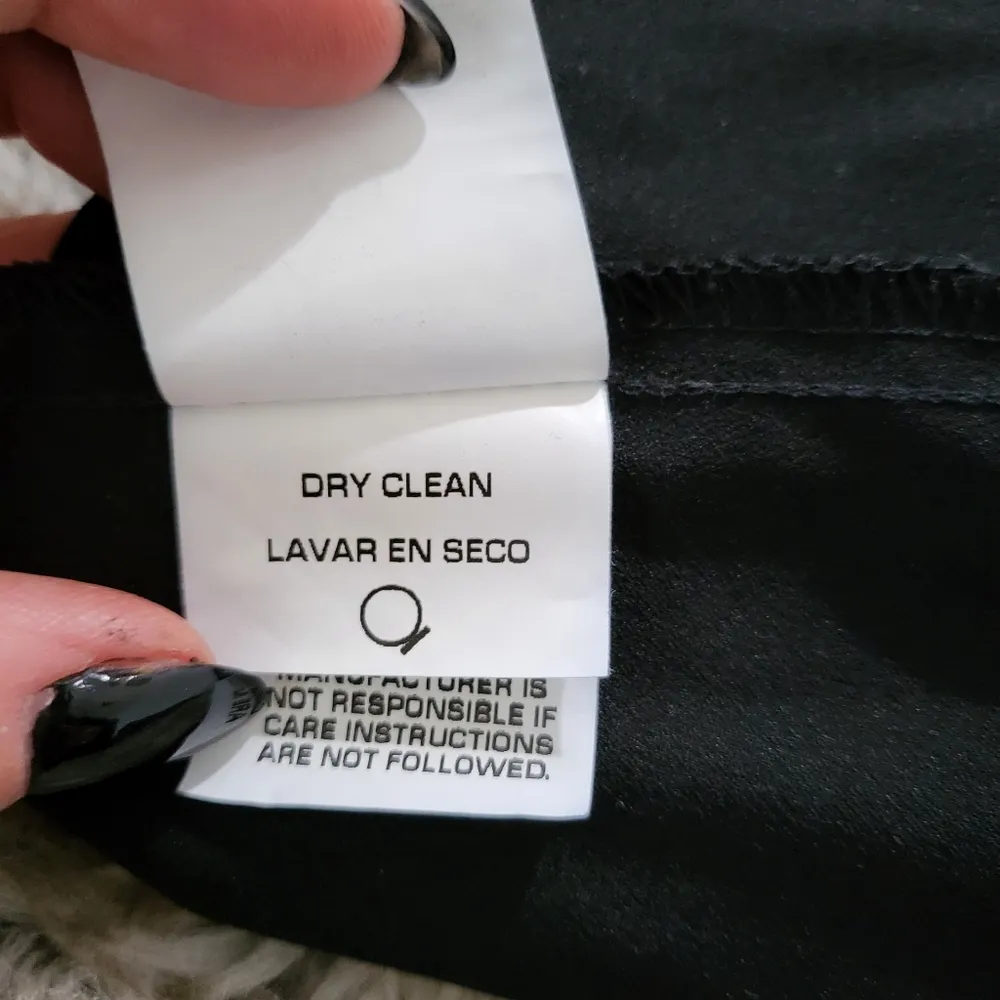 DRY CLEAN
LAVAR EN SECO
MANUFACTURER IS
NOT RESPONSIBLE IF
CARE INSTRUCTIONS
ARE NOT FOLLOWED.